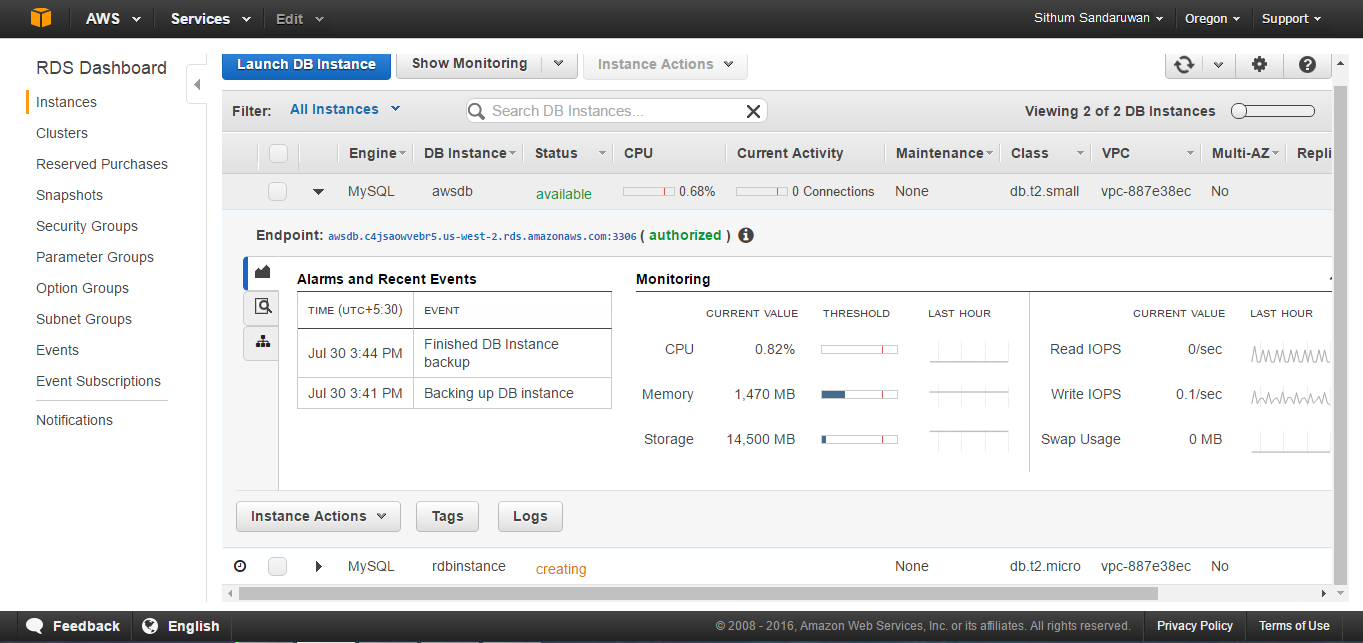 AWS Services Edit Sithum Sandaruwan Oregon Support
RDS Dashboard
Instances
Clusters
Reserved Purchases
Snapshots
Security Groups
Parameter Groups
Option Groups
Subnet Groups
Events
Event Subscriptions
Notifications
Launch DB Instance Show Monitoring Instance Actions
Filter: All Instances Search DB Instances... Viewing 2 of 2 DB Instances
Engine DB Instance Status CPU Current Activity Maintenance Class VPC Multi-AZ Repli
MySQL awsdb available 0.68% 0 Connections None db.t2.small vpc-887e38ec No
Endpoint: awsdb.c4jsaowvebr5.us-west-2.rds.amazonaws.com:3306 ( authorized )
Alarms and Recent Events
TIME (UTC+5:30) EVENT
Jul 30 3:44 PM Finished DB Instance
backup
Jul 30 3:41 PM Backing up DB instance
Monitoring
CURRENT VALUE THRESHOLD LAST HOUR CURRENT VALUE LAST HOUR
CPU 0.82% Read IOPS 0/sec
Memory 1,470 MB Write IOPS 0.1/sec
Storage 14,500 MB Swap Usage 0 MB
Instance Actions Tags Logs
MySQL rdbinstance creating None db.t2.micro vpc-887e38ec No
Feedback English © 2008 - 2016, Amazon Web Services, Inc. or its affiliates. All rights reserved. Privacy Policy Terms of Use